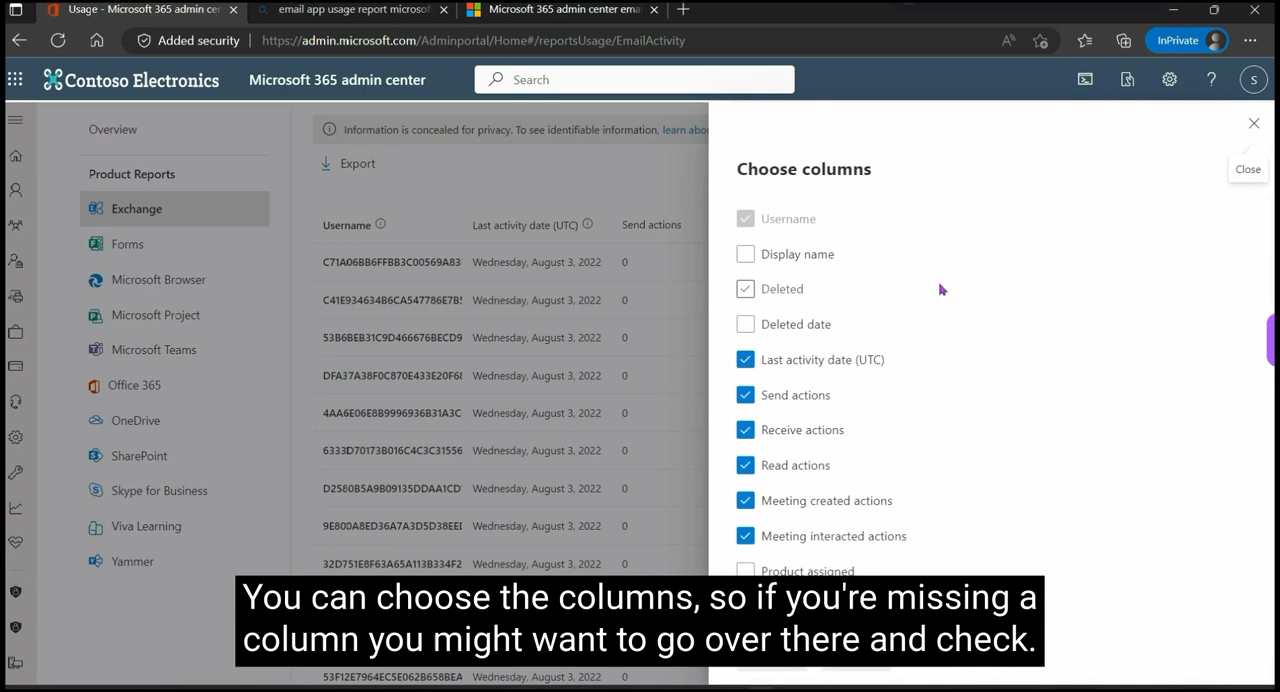 Usage - Microsoft 365 admin cer
email app usage report microsof
Microsoft 365 admin center ema
Added security
https://admin.microsoft.com/Adminportal/Home#/reportsUsage/EmailActivity
InPrivate
Contoso Electronics
Microsoft 365 admin center
Search
S
Overview
Product Reports
Exchange
Forms
Microsoft Browser
Microsoft Project
Microsoft Teams
Office 365
OneDrive
SharePoint
Skype for Business
Viva Learning
Yammer
Information is concealed for privacy. To see identifiable information, learn abou
Export
Username Last activity date (UTC) Send actions
C71A06BB6FFBB3C00569A83 Wednesday, August 3, 2022 0
C41E934634B6CA547786E7B5 Wednesday, August 3, 2022 0
53B6BEB31C9D466676BECD9 Wednesday, August 3, 2022 0
DFA37A38F0C870E433E20F68 Wednesday, August 3, 2022 0
4AA6E06E8B9996936B31A3C Wednesday, August 3, 2022 0
6333D70173B016C4C3C31556 Wednesday, August 3, 2022 0
D2580B5A9B09135DDAA1CD Wednesday, August 3, 2022 0
9E800A8ED36A7A3D5D38EE Wednesday, August 3, 2022 0
32D751E8F63A65A113B334F2 Wednesday, August 3, 2022 0
53F12E7964EC5E062B658BEA Wednesday, August 3, 2022 0
Close
Choose columns
Username
Display name
Deleted
Deleted date
Last activity date (UTC)
Send actions
Receive actions
Read actions
Meeting created actions
Meeting interacted actions
Product assigned
You can choose the columns, so if you're missing a
column you might want to go over there and check.